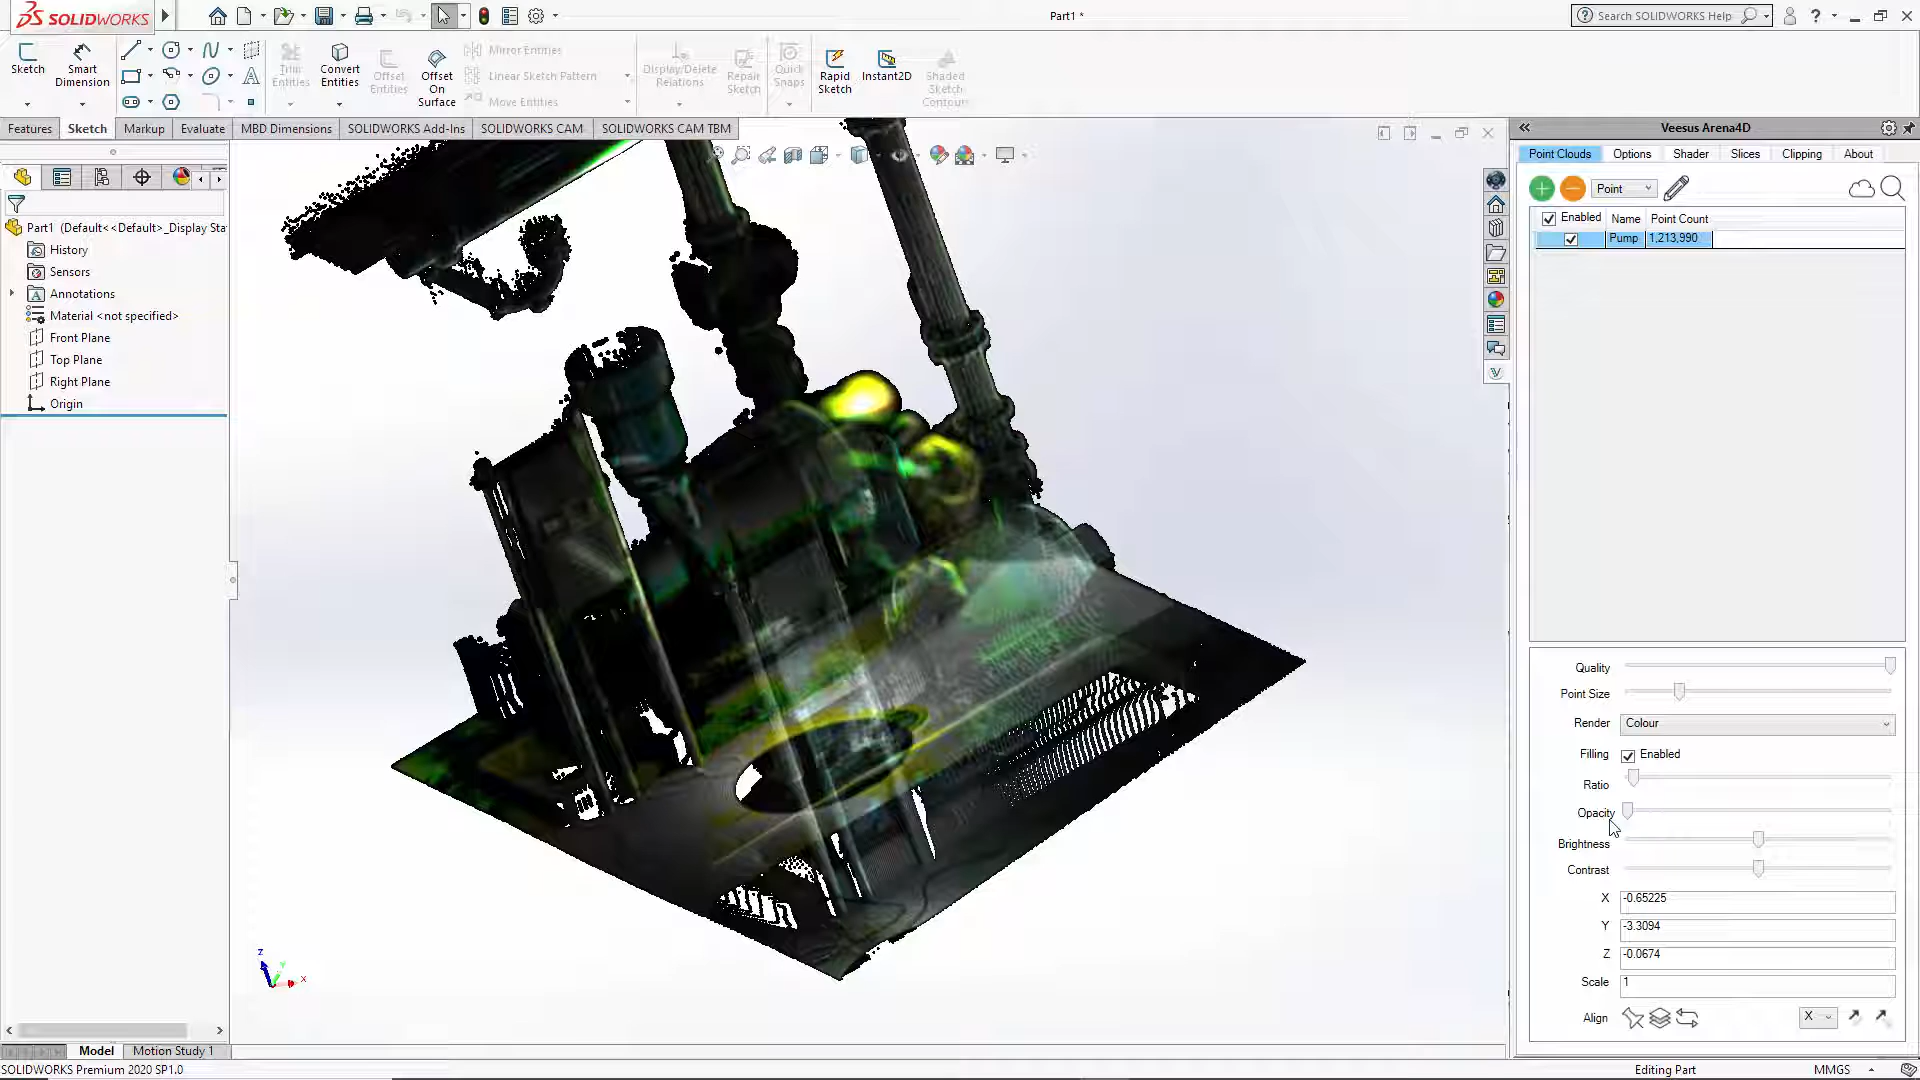 SOLIDWORKS
Part1 *
Search SOLIDWORKS Help
Sketch
Smart Dimension
Trim Entities
Convert Entities
Offset Entities
Offset On Surface
Mirror Entities
Linear Sketch Pattern
Move Entities
Display/Delete Relations
Repair Sketch
Quick Snaps
Rapid Sketch
Instant2D
Shaded Sketch Contours
Features
Sketch
Markup
Evaluate
MBD Dimensions
SOLIDWORKS Add-Ins
SOLIDWORKS CAM
SOLIDWORKS CAM TBM
Part1 (Default<<Default>_Display Sta
History
Sensors
Annotations
Material <not specified>
Front Plane
Top Plane
Right Plane
Origin
Z
Y
X
Veesus Arena4D
Point Clouds
Options
Shader
Slices
Clipping
About
Point
Enabled Name Point Count
Pump 1,213,990
Quality
Point Size
Render Colour
Filling Enabled
Ratio
Opacity
Brightness
Contrast
X -0.65225
Y -3.3094
Z -0.0674
Scale 1
Align X
Model
Motion Study 1
SOLIDWORKS Premium 2020 SP1.0
Editing Part
MMGS